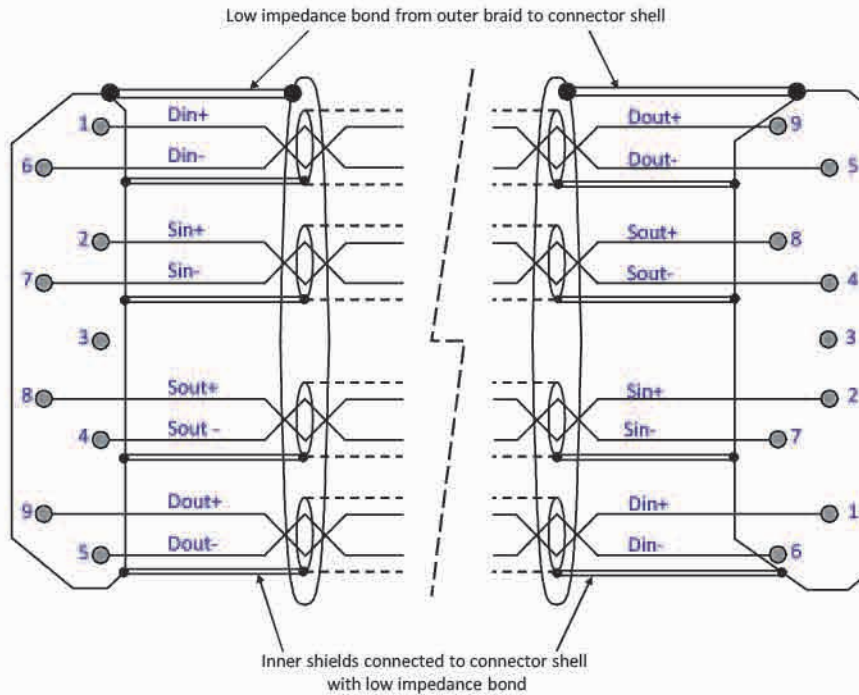 Low impedance bond from outer braid to connector shell
1 Din+ Dout+ 9
6 Din- Dout- 5
2 Sin+ Sout+ 8
7 Sin- Sout- 4
3 3
8 Sout+ Sin+ 2
4 Sout - Sin- 7
9 Dout+ Din+ 1
5 Dout- Din- 6
Inner shields connected to connector shell
with low impedance bond